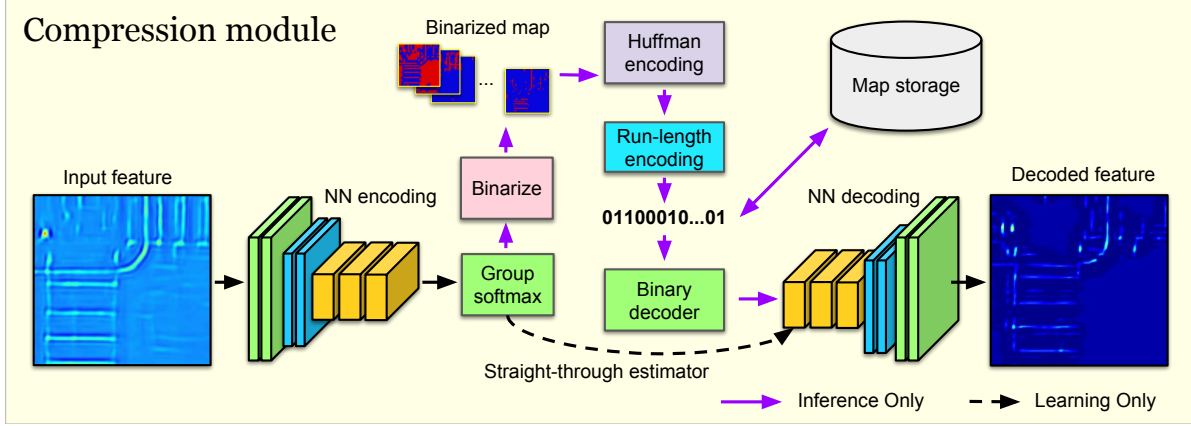 Compression module
Binarized map
...
Huffman
encoding
Map storage
Run-length
encoding
Input feature
NN encoding
Binarize
01100010...01
NN decoding
Decoded feature
Group
softmax
Binary
decoder
Straight-through estimator
Inference Only
Learning Only